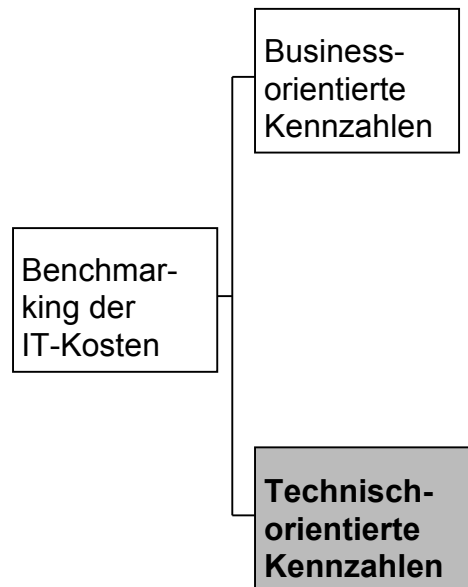 Business-
orientierte
Kennzahlen
Benchmar-
king der
IT-Kosten
Technisch-
orientierte
Kennzahlen